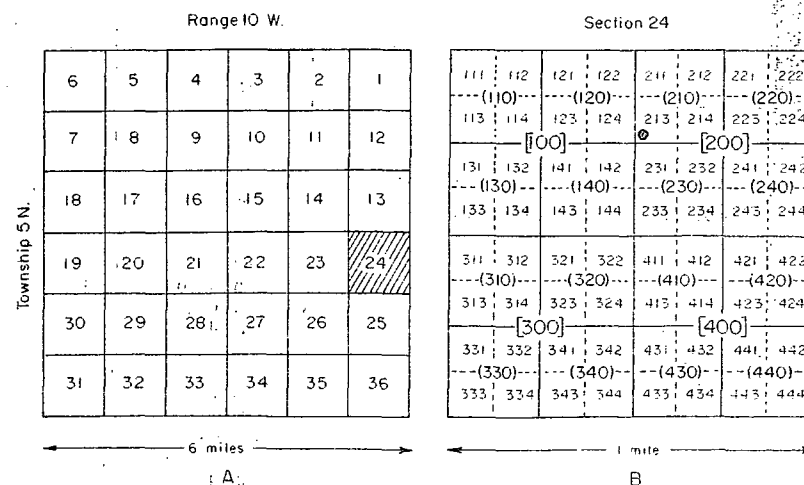 Range 10 W.
Section 24
Township 5 N.
6 5 4 3 2 1
7 8 9 10 11 12
18 17 16 15 14 13
19 20 21 22 23 24
30 29 28 27 26 25
31 32 33 34 35 36
6 miles
A
111 112 121 122 211 212 221 222
(110) (120) (210) (220)
113 114 123 124 213 214 223 224
[100] [200]
131 132 141 142 231 232 241 242
(130) (140) (230) (240)
133 134 143 144 233 234 243 244
311 312 321 322 411 412 421 422
(310) (320) (410) (420)
313 314 323 324 413 414 423 424
[300] [400]
331 332 341 342 431 432 441 442
(330) (340) (430) (440)
333 334 343 344 433 434 443 444
1 mile
B